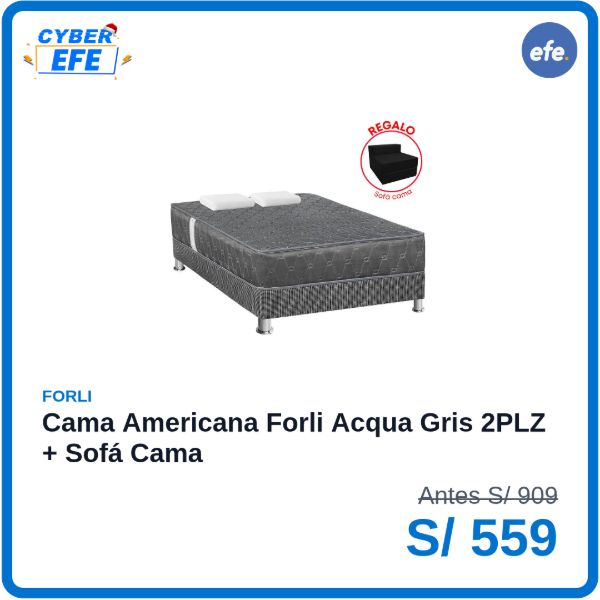 CYBER
EFE
efe.
REGALO
Sofá cama
FORLI
Cama Americana Forli Acqua Gris 2PLZ
+ Sofá Cama
Antes S/ 909
S/ 559